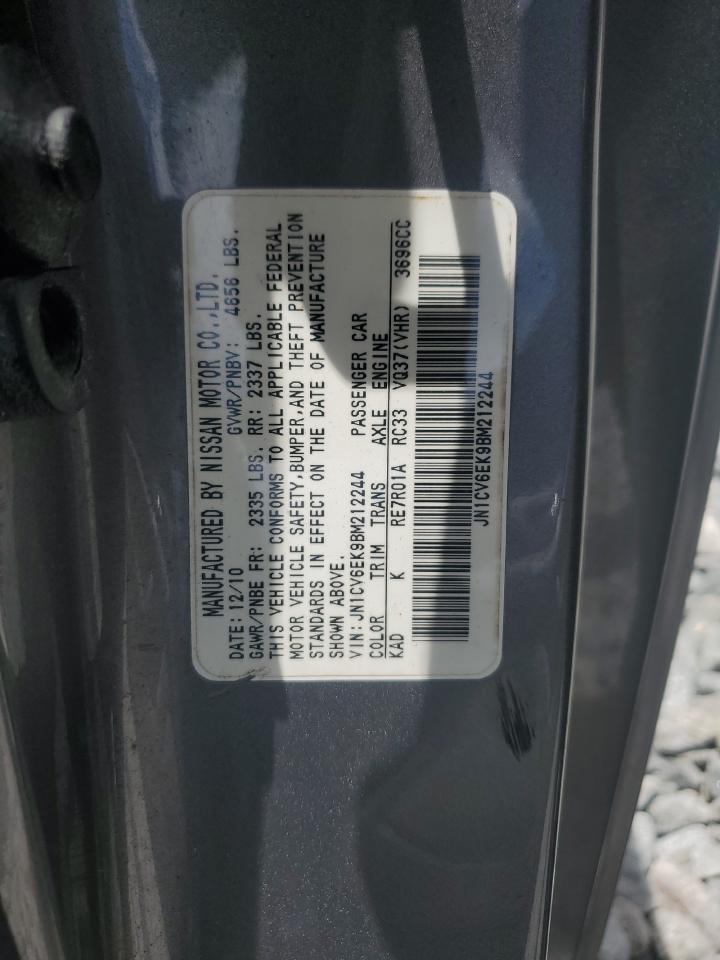 MANUFACTURED BY NISSAN MOTOR CO.,LTD.
DATE: 12/10 GVWR/PNBV: 4656 LBS.
GAWR/PNBE FR: 2335 LBS. RR: 2337 LBS.
THIS VEHICLE CONFORMS TO ALL APPLICABLE FEDERAL
MOTOR VEHICLE SAFETY,BUMPER,AND THEFT PREVENTION
STANDARDS IN EFFECT ON THE DATE OF MANUFACTURE
SHOWN ABOVE.
VIN:JN1CV6EK9BM212244 PASSENGER CAR
COLOR TRIM TRANS AXLE ENGINE
KAD K RE7R01A RC33 VQ37(VHR) 3696CC
JN1CV6EK9BM212244